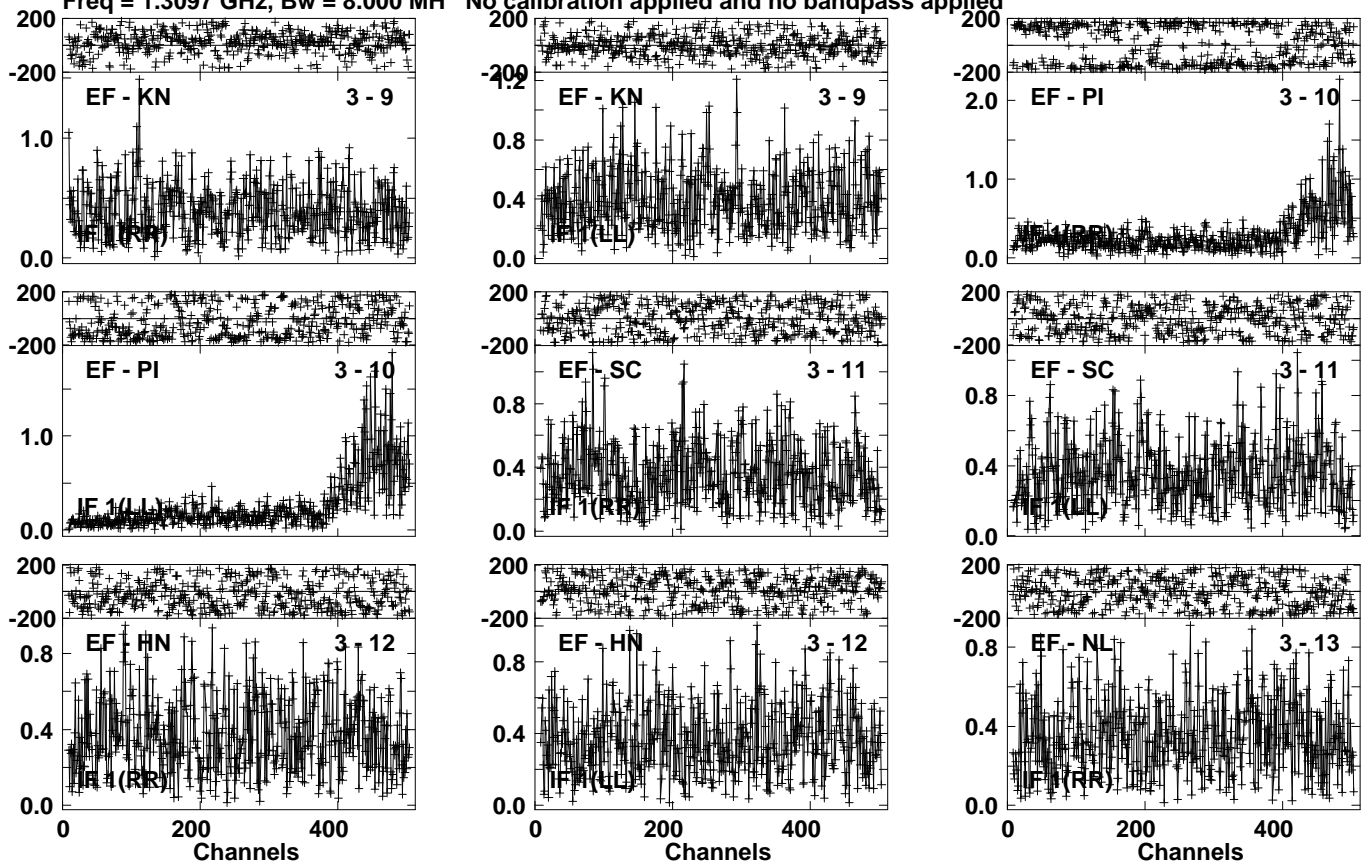 Freq = 1.3097 GHz, Bw = 8.000 MH No calibration applied and no bandpass applied
200 200 200
-200 -200 -200
EF - KN 3 - 9
1.0
IF 1(RR)
0.0
1.2
EF - KN 3 - 9
0.8
0.4
IF 1(LL)
0.0
EF - PI 3 - 10
2.0
1.0
IF 1(RR)
0.0
200 200 200
-200 -200 -200
EF - PI 3 - 10
1.0
IF 1(LL)
0.0
EF - SC 3 - 11
0.8
0.4
IF 1(RR)
0.0
EF - SC 3 - 11
0.8
0.4
IF 1(LL)
0.0
200 200 200
-200 -200 -200
EF - HN 3 - 12
0.8
0.4
IF 1(RR)
0.0
EF - HN 3 - 12
0.8
0.4
IF 1(LL)
0.0
EF - NL 3 - 13
0.8
0.4
IF 1(RR)
0.0
0 200 400 0 200 400 0 200 400
Channels Channels Channels